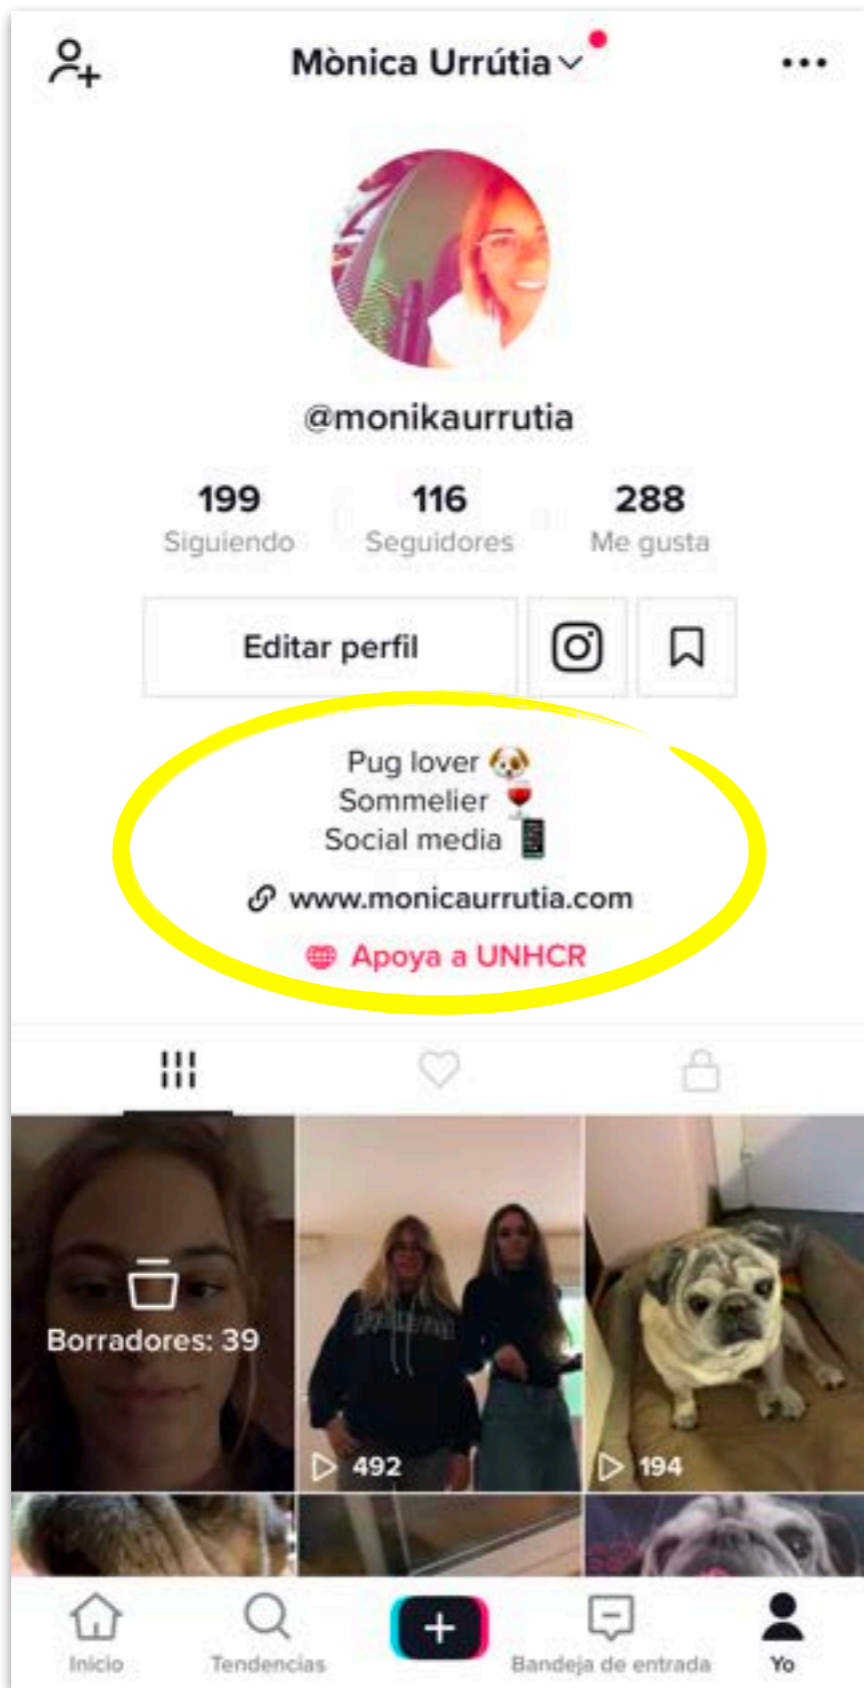 Mònica Urrútia
@monikaurrutia
199 116 288
Siguiendo Seguidores Me gusta
Editar perfil
Pug lover
Sommelier
Social media
www.monicaurrutia.com
Apoya a UNHCR
Borradores: 39
492
194
Inicio Tendencias Bandeja de entrada Yo